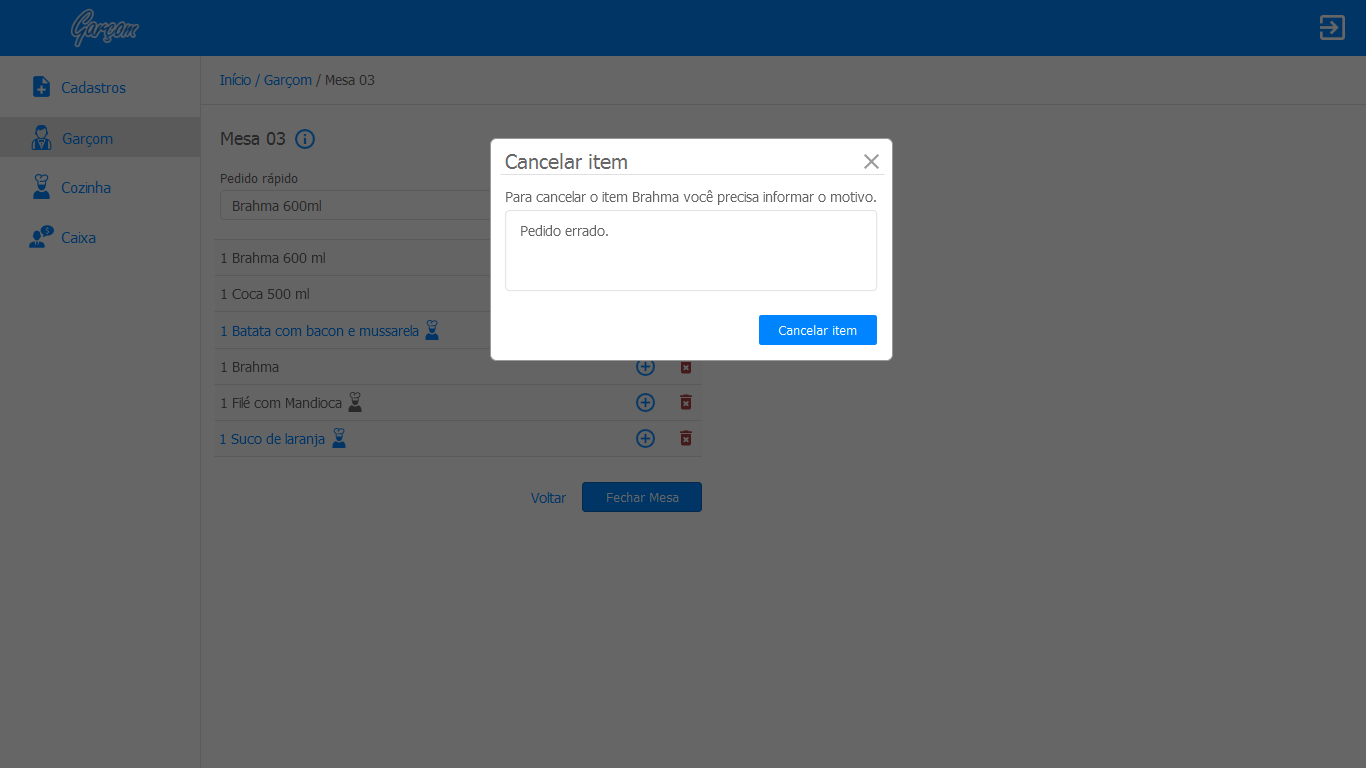 Garçom
Cadastros
Garçom
Cozinha
Caixa
Início / Garçom / Mesa 03
Mesa 03
Pedido rápido
Brahma 600ml
1 Brahma 600 ml
1 Coca 500 ml
1 Batata com bacon e mussarela
1 Brahma
1 Filé com Mandioca
1 Suco de laranja
Voltar
Fechar Mesa
Cancelar item
Para cancelar o item Brahma você precisa informar o motivo.
Pedido errado.
Cancelar item